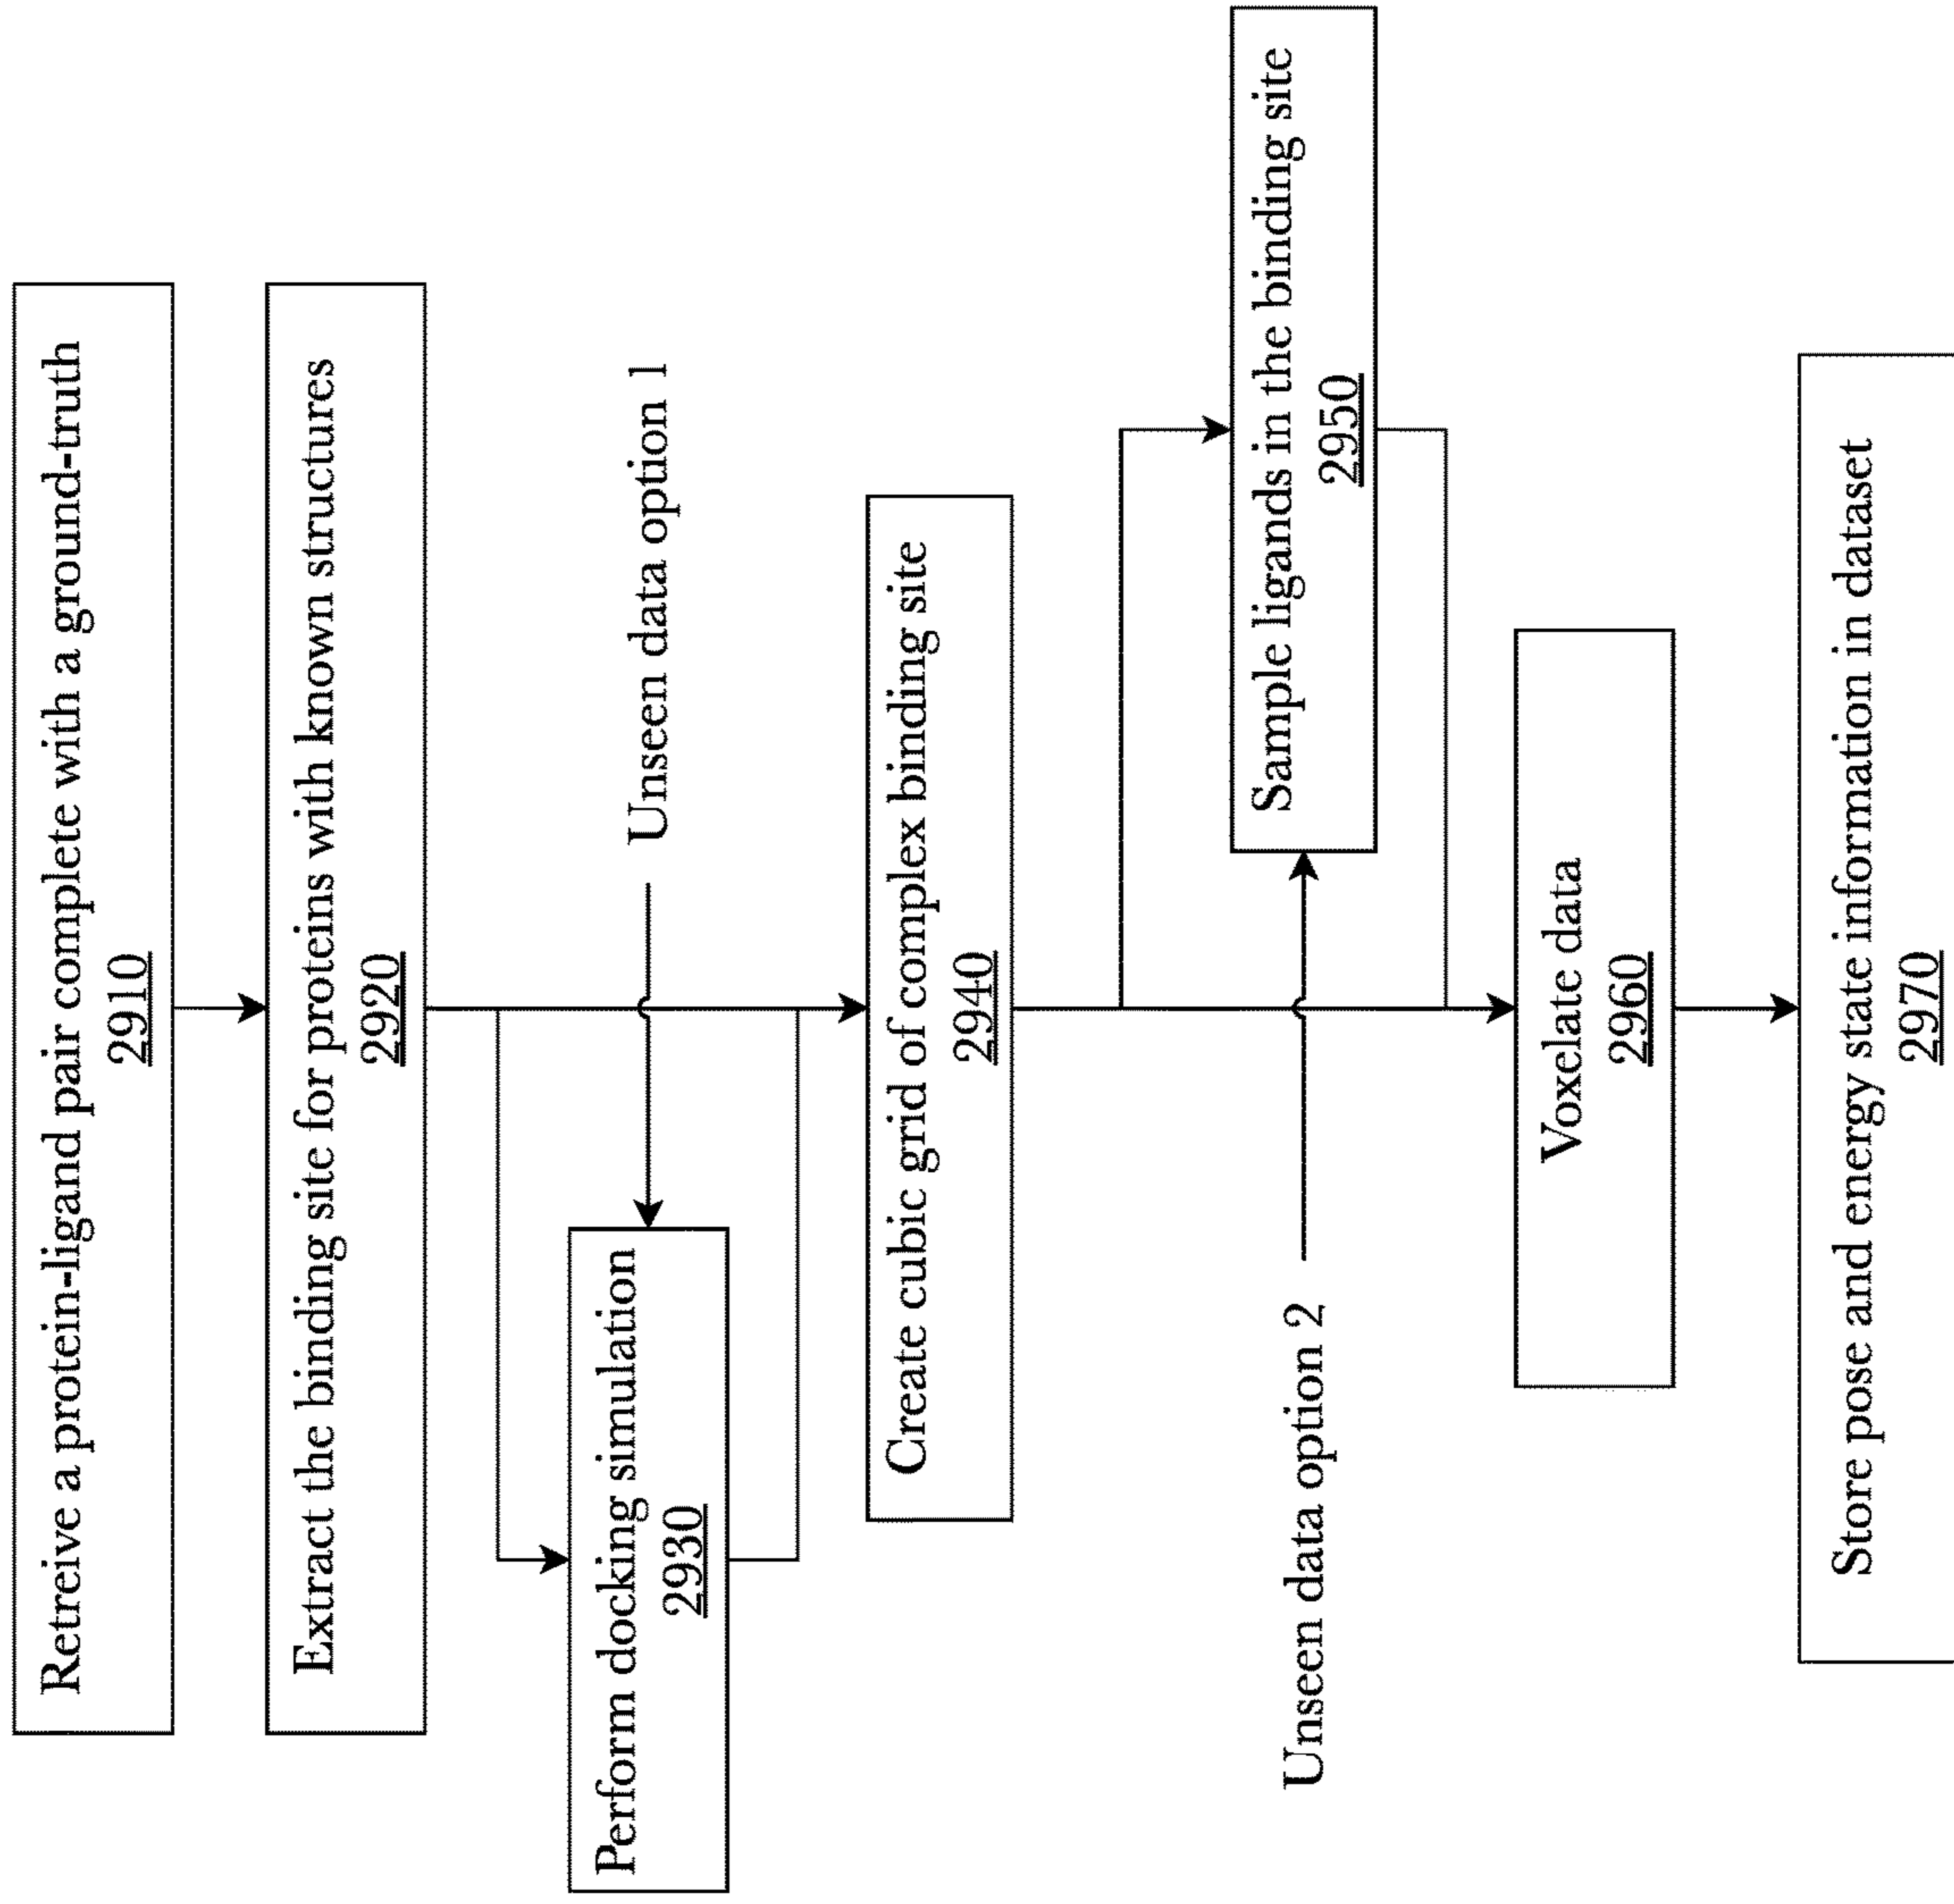 Retreive a protein-ligand pair complete with a ground-truth
2910
Extract the binding site for proteins with known structures
2920
Unseen data option 1
Perform docking simulation
2930
Create cubic grid of complex binding site
2940
Sample ligands in the binding site
2950
Unseen data option 2
Voxelate data
2960
Store pose and energy state information in dataset
2970